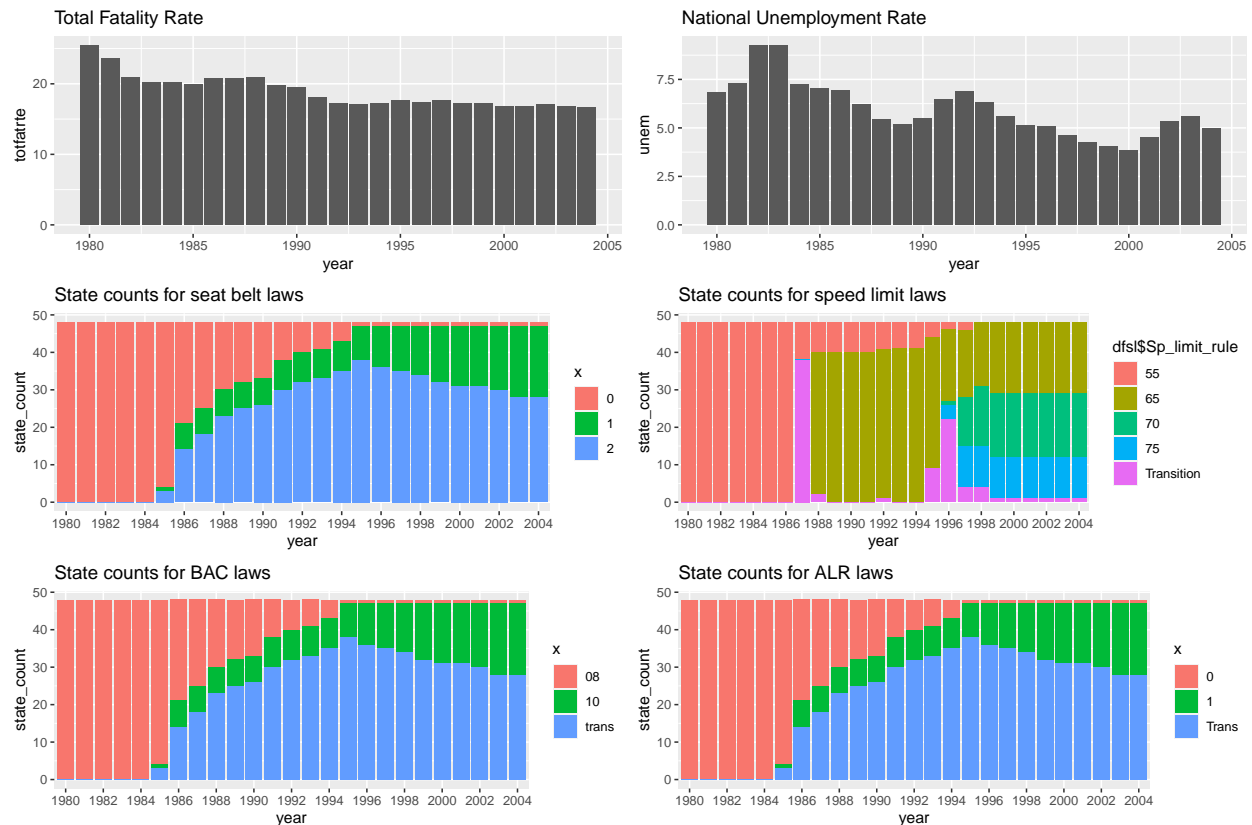 Total Fatality Rate
totfatrte
20
10
0
1980 1985 1990 1995 2000 2005
year
National Unemployment Rate
unem
7.5
5.0
2.5
0.0
1980 1985 1990 1995 2000 2005
year
State counts for seat belt laws
state_count
50
40
30
20
10
0
1980 1982 1984 1986 1988 1990 1992 1994 1996 1998 2000 2002 2004
year
x
0
1
2
State counts for speed limit laws
state_count
50
40
30
20
10
0
1980 1982 1984 1986 1988 1990 1992 1994 1996 1998 2000 2002 2004
year
dfsl$Sp_limit_rule
55
65
70
75
Transition
State counts for BAC laws
state_count
50
40
30
20
10
0
1980 1982 1984 1986 1988 1990 1992 1994 1996 1998 2000 2002 2004
year
x
08
10
trans
State counts for ALR laws
state_count
50
40
30
20
10
0
1980 1982 1984 1986 1988 1990 1992 1994 1996 1998 2000 2002 2004
year
x
0
1
Trans